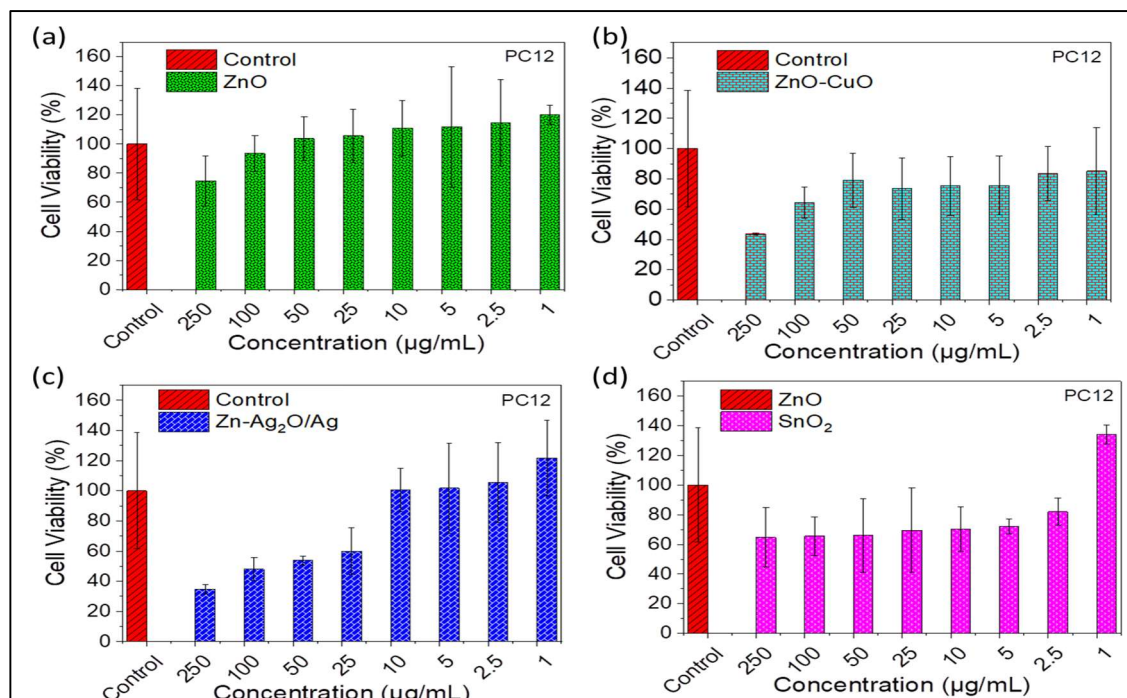 (a)
Control
ZnO
PC12
Cell Viability (%)
160
140
120
100
80
60
40
20
0
Control
250
100
50
25
10
5
2.5
1
Concentration (µg/mL)
(b)
Control
ZnO-CuO
PC12
Cell Viability (%)
160
140
120
100
80
60
40
20
0
Control
250
100
50
25
10
5
2.5
1
Concentration (µg/mL)
(c)
Control
Zn-Ag₂O/Ag
PC12
Cell Viability (%)
160
140
120
100
80
60
40
20
0
Control
250
100
50
25
10
5
2.5
1
Concentration (µg/mL)
(d)
ZnO
SnO₂
PC12
Cell Viability (%)
160
140
120
100
80
60
40
20
0
Control
250
100
50
25
10
5
2.5
1
Concentration (µg/mL)